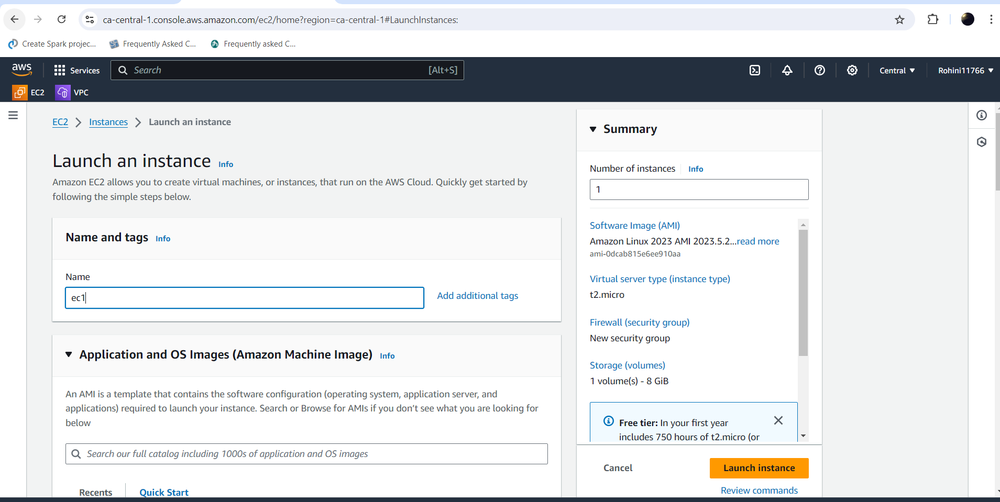 ca-central-1.console.aws.amazon.com/ec2/home?region=ca-central-1#LaunchInstances:
Create Spark projec... Frequently Asked C... Frequently asked C...
aws Services Search [Alt+S] Central Rohini11766
EC2 VPC
EC2 Instances Launch an instance
Launch an instance Info
Amazon EC2 allows you to create virtual machines, or instances, that run on the AWS Cloud. Quickly get started by
following the simple steps below.
Name and tags Info
Name
ec1
Add additional tags
Application and OS Images (Amazon Machine Image) Info
An AMI is a template that contains the software configuration (operating system, application server, and
applications) required to launch your instance. Search or Browse for AMIs if you don’t see what you are looking for
below
Search our full catalog including 1000s of application and OS images
Recents Quick Start
Summary
Number of instances Info
1
Software Image (AMI)
Amazon Linux 2023 AMI 2023.5.2...read more
ami-0dcab815e6ee910aa
Virtual server type (instance type)
t2.micro
Firewall (security group)
New security group
Storage (volumes)
1 volume(s) - 8 GiB
Free tier: In your first year
includes 750 hours of t2.micro (or
Cancel Launch instance
Review commands